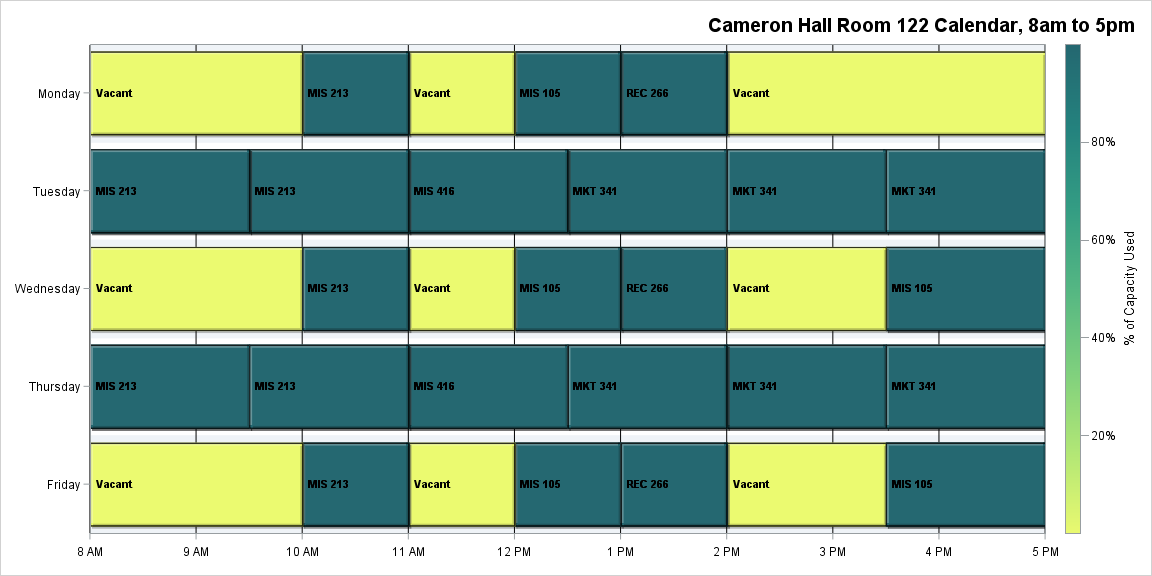 Cameron Hall Room 122 Calendar, 8am to 5pm
Monday Vacant MIS 213 Vacant MIS 105 REC 266 Vacant
Tuesday MIS 213 MIS 213 MIS 416 MKT 341 MKT 341 MKT 341
Wednesday Vacant MIS 213 Vacant MIS 105 REC 266 Vacant MIS 105
Thursday MIS 213 MIS 213 MIS 416 MKT 341 MKT 341 MKT 341
Friday Vacant MIS 213 Vacant MIS 105 REC 266 Vacant MIS 105
8 AM 9 AM 10 AM 11 AM 12 PM 1 PM 2 PM 3 PM 4 PM 5 PM
80%
60%
40%
20%
% of Capacity Used